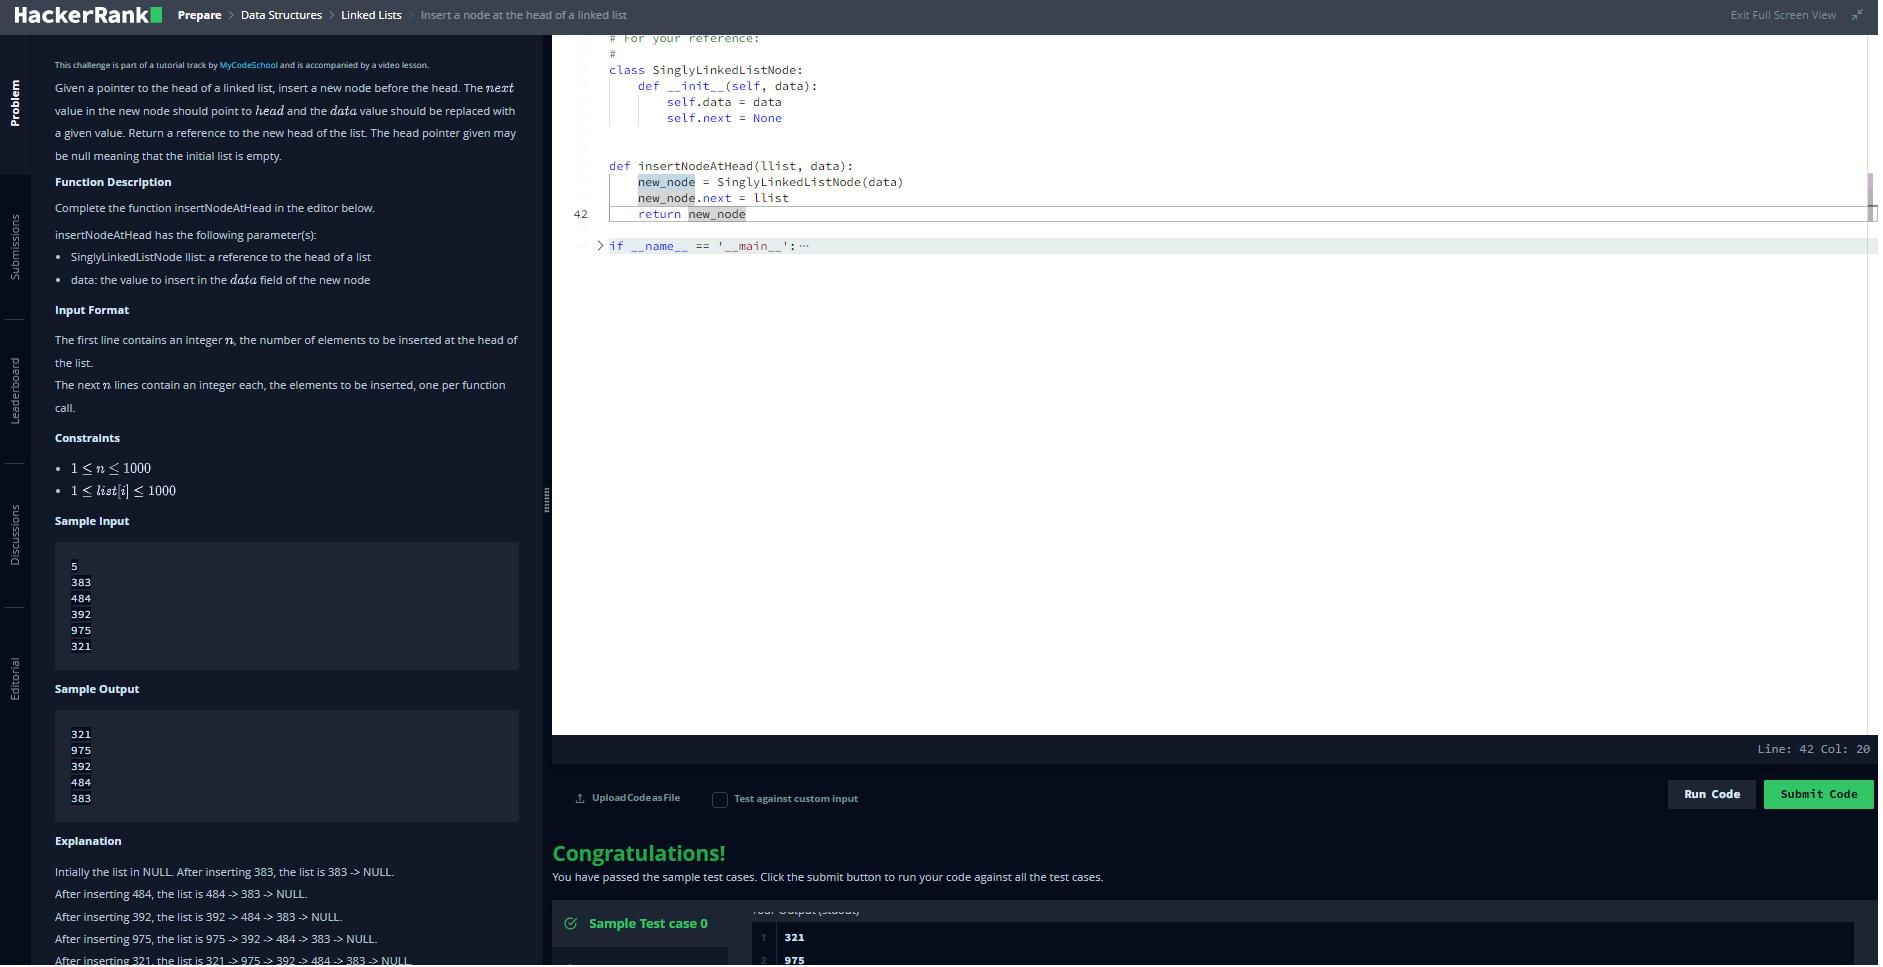 HackerRank
Prepare > Data Structures > Linked Lists > Insert a node at the head of a linked list
Exit Full Screen View
Problem
Submissions
Leaderboard
Discussions
Editorial
This challenge is part of a tutorial track by MyCodeSchool and is accompanied by a video lesson.
Given a pointer to the head of a linked list, insert a new node before the head. The next
value in the new node should point to head and the data value should be replaced with
a given value. Return a reference to the new head of the list. The head pointer given may
be null meaning that the initial list is empty.
Function Description
Complete the function insertNodeAtHead in the editor below.
insertNodeAtHead has the following parameter(s):
• SinglyLinkedListNode llist: a reference to the head of a list
• data: the value to insert in the data field of the new node
Input Format
The first line contains an integer n, the number of elements to be inserted at the head of
the list.
The next n lines contain an integer each, the elements to be inserted, one per function
call.
Constraints
• 1 ≤ n ≤ 1000
• 1 ≤ list[i] ≤ 1000
Sample Input
5
383
484
392
975
321
Sample Output
321
975
392
484
383
Explanation
Intially the list in NULL. After inserting 383, the list is 383 -> NULL.
After inserting 484, the list is 484 -> 383 -> NULL.
After inserting 392, the list is 392 -> 484 -> 383 -> NULL.
After inserting 975, the list is 975 -> 392 -> 484 -> 383 -> NULL.
After inserting 321, the list is 321 -> 975 -> 392 -> 484 -> 383 -> NULL.
# For your reference:
#
class SinglyLinkedListNode:
def __init__(self, data):
self.data = data
self.next = None
def insertNodeAtHead(llist, data):
new_node = SinglyLinkedListNode(data)
new_node.next = llist
42 return new_node
if __name__ == '__main__':···
Line: 42 Col: 20
Upload Code as File
Test against custom input
Run Code
Submit Code
Congratulations!
You have passed the sample test cases. Click the submit button to run your code against all the test cases.
Sample Test case 0
Your Output (stdout)
1 321
2 975